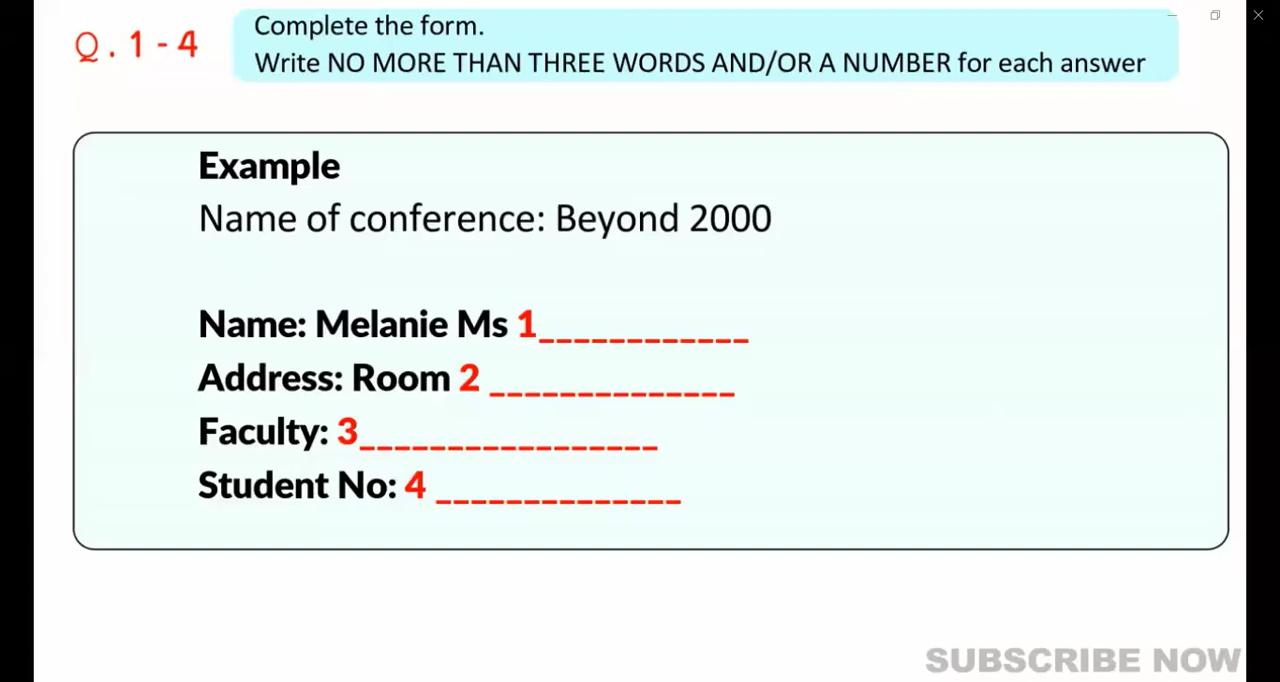 Q. 1 - 4
Complete the form.
Write NO MORE THAN THREE WORDS AND/OR A NUMBER for each answer
Example
Name of conference: Beyond 2000
Name: Melanie Ms 1____________
Address: Room 2 ______________
Faculty: 3_________________
Student No: 4 ______________
SUBSCRIBE NOW